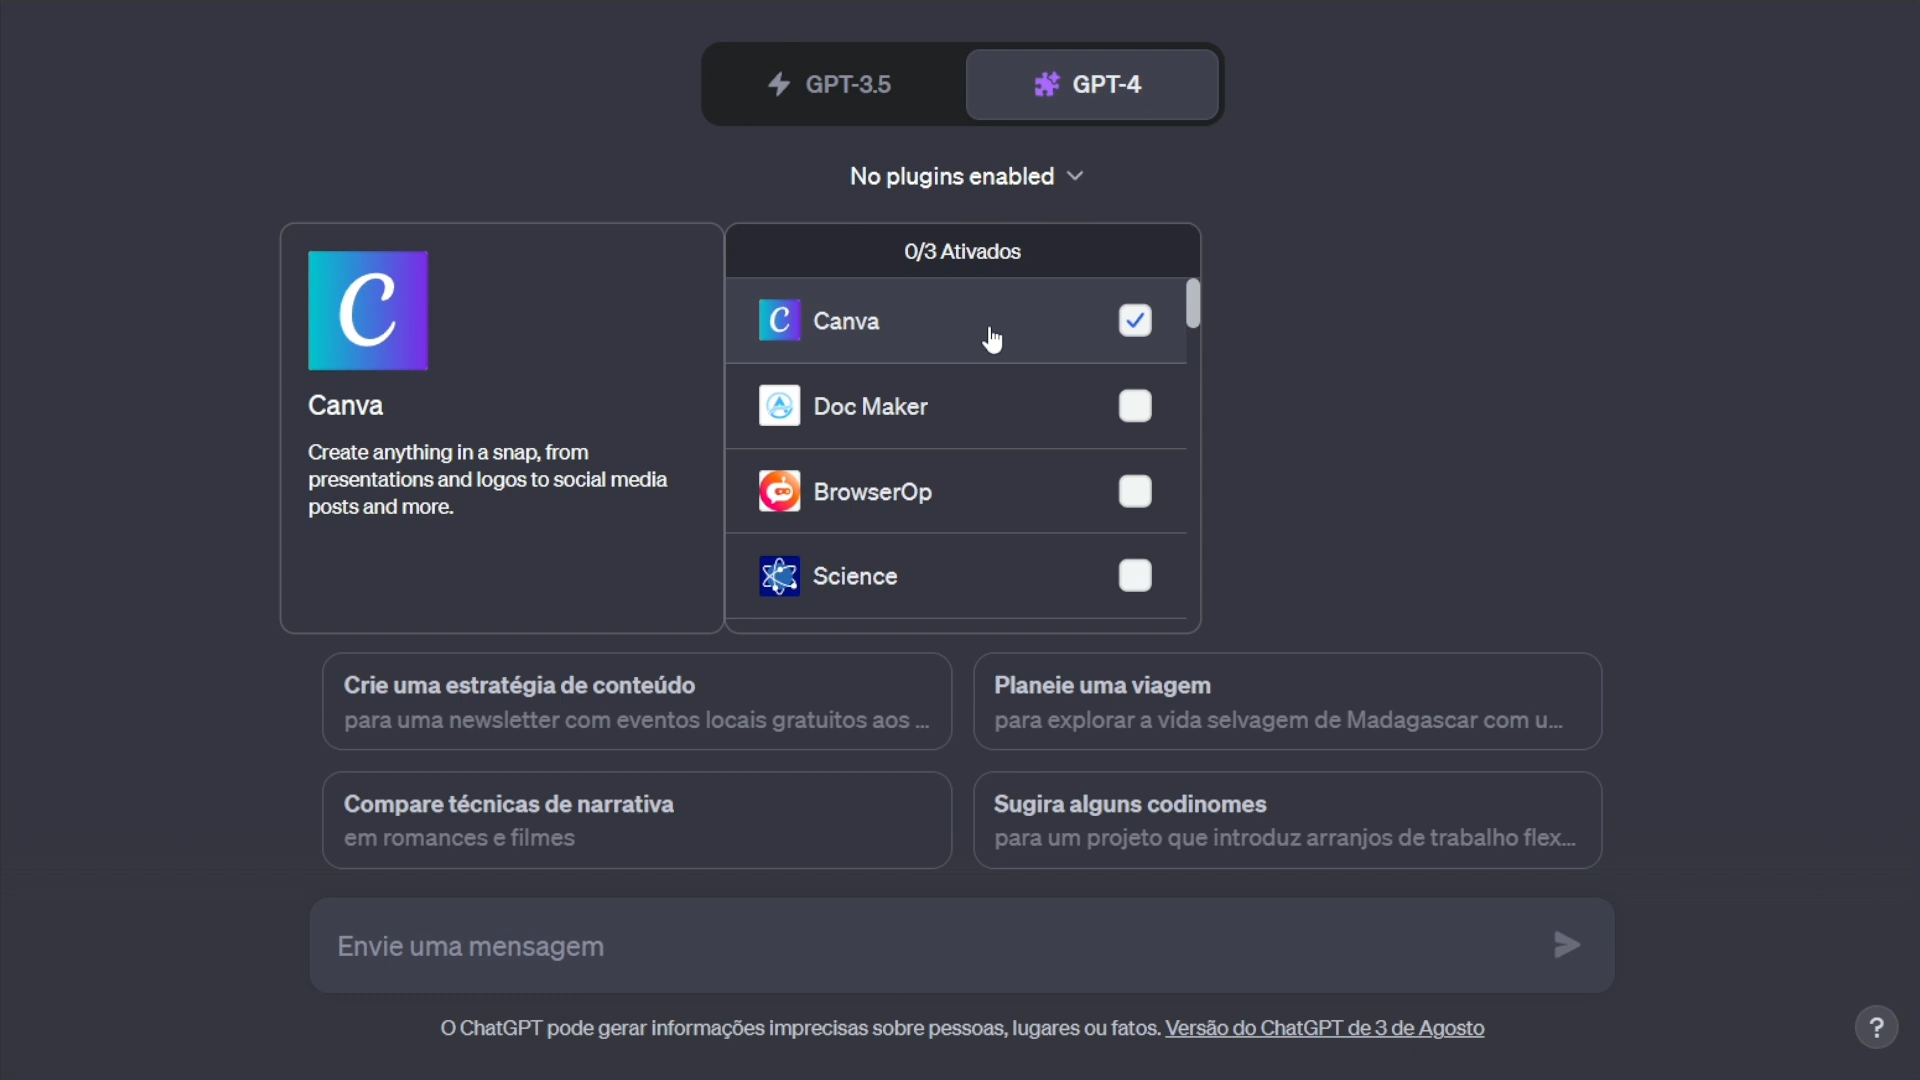 GPT-3.5
GPT-4
No plugins enabled
C
Canva
Create anything in a snap, from
presentations and logos to social media
posts and more.
0/3 Ativados
C Canva
Doc Maker
BrowserOp
Science
Crie uma estratégia de conteúdo
para uma newsletter com eventos locais gratuitos aos ...
Planeie uma viagem
para explorar a vida selvagem de Madagascar com u...
Compare técnicas de narrativa
em romances e filmes
Sugira alguns codinomes
para um projeto que introduz arranjos de trabalho flex...
Envie uma mensagem
O ChatGPT pode gerar informações imprecisas sobre pessoas, lugares ou fatos. Versão do ChatGPT de 3 de Agosto
?